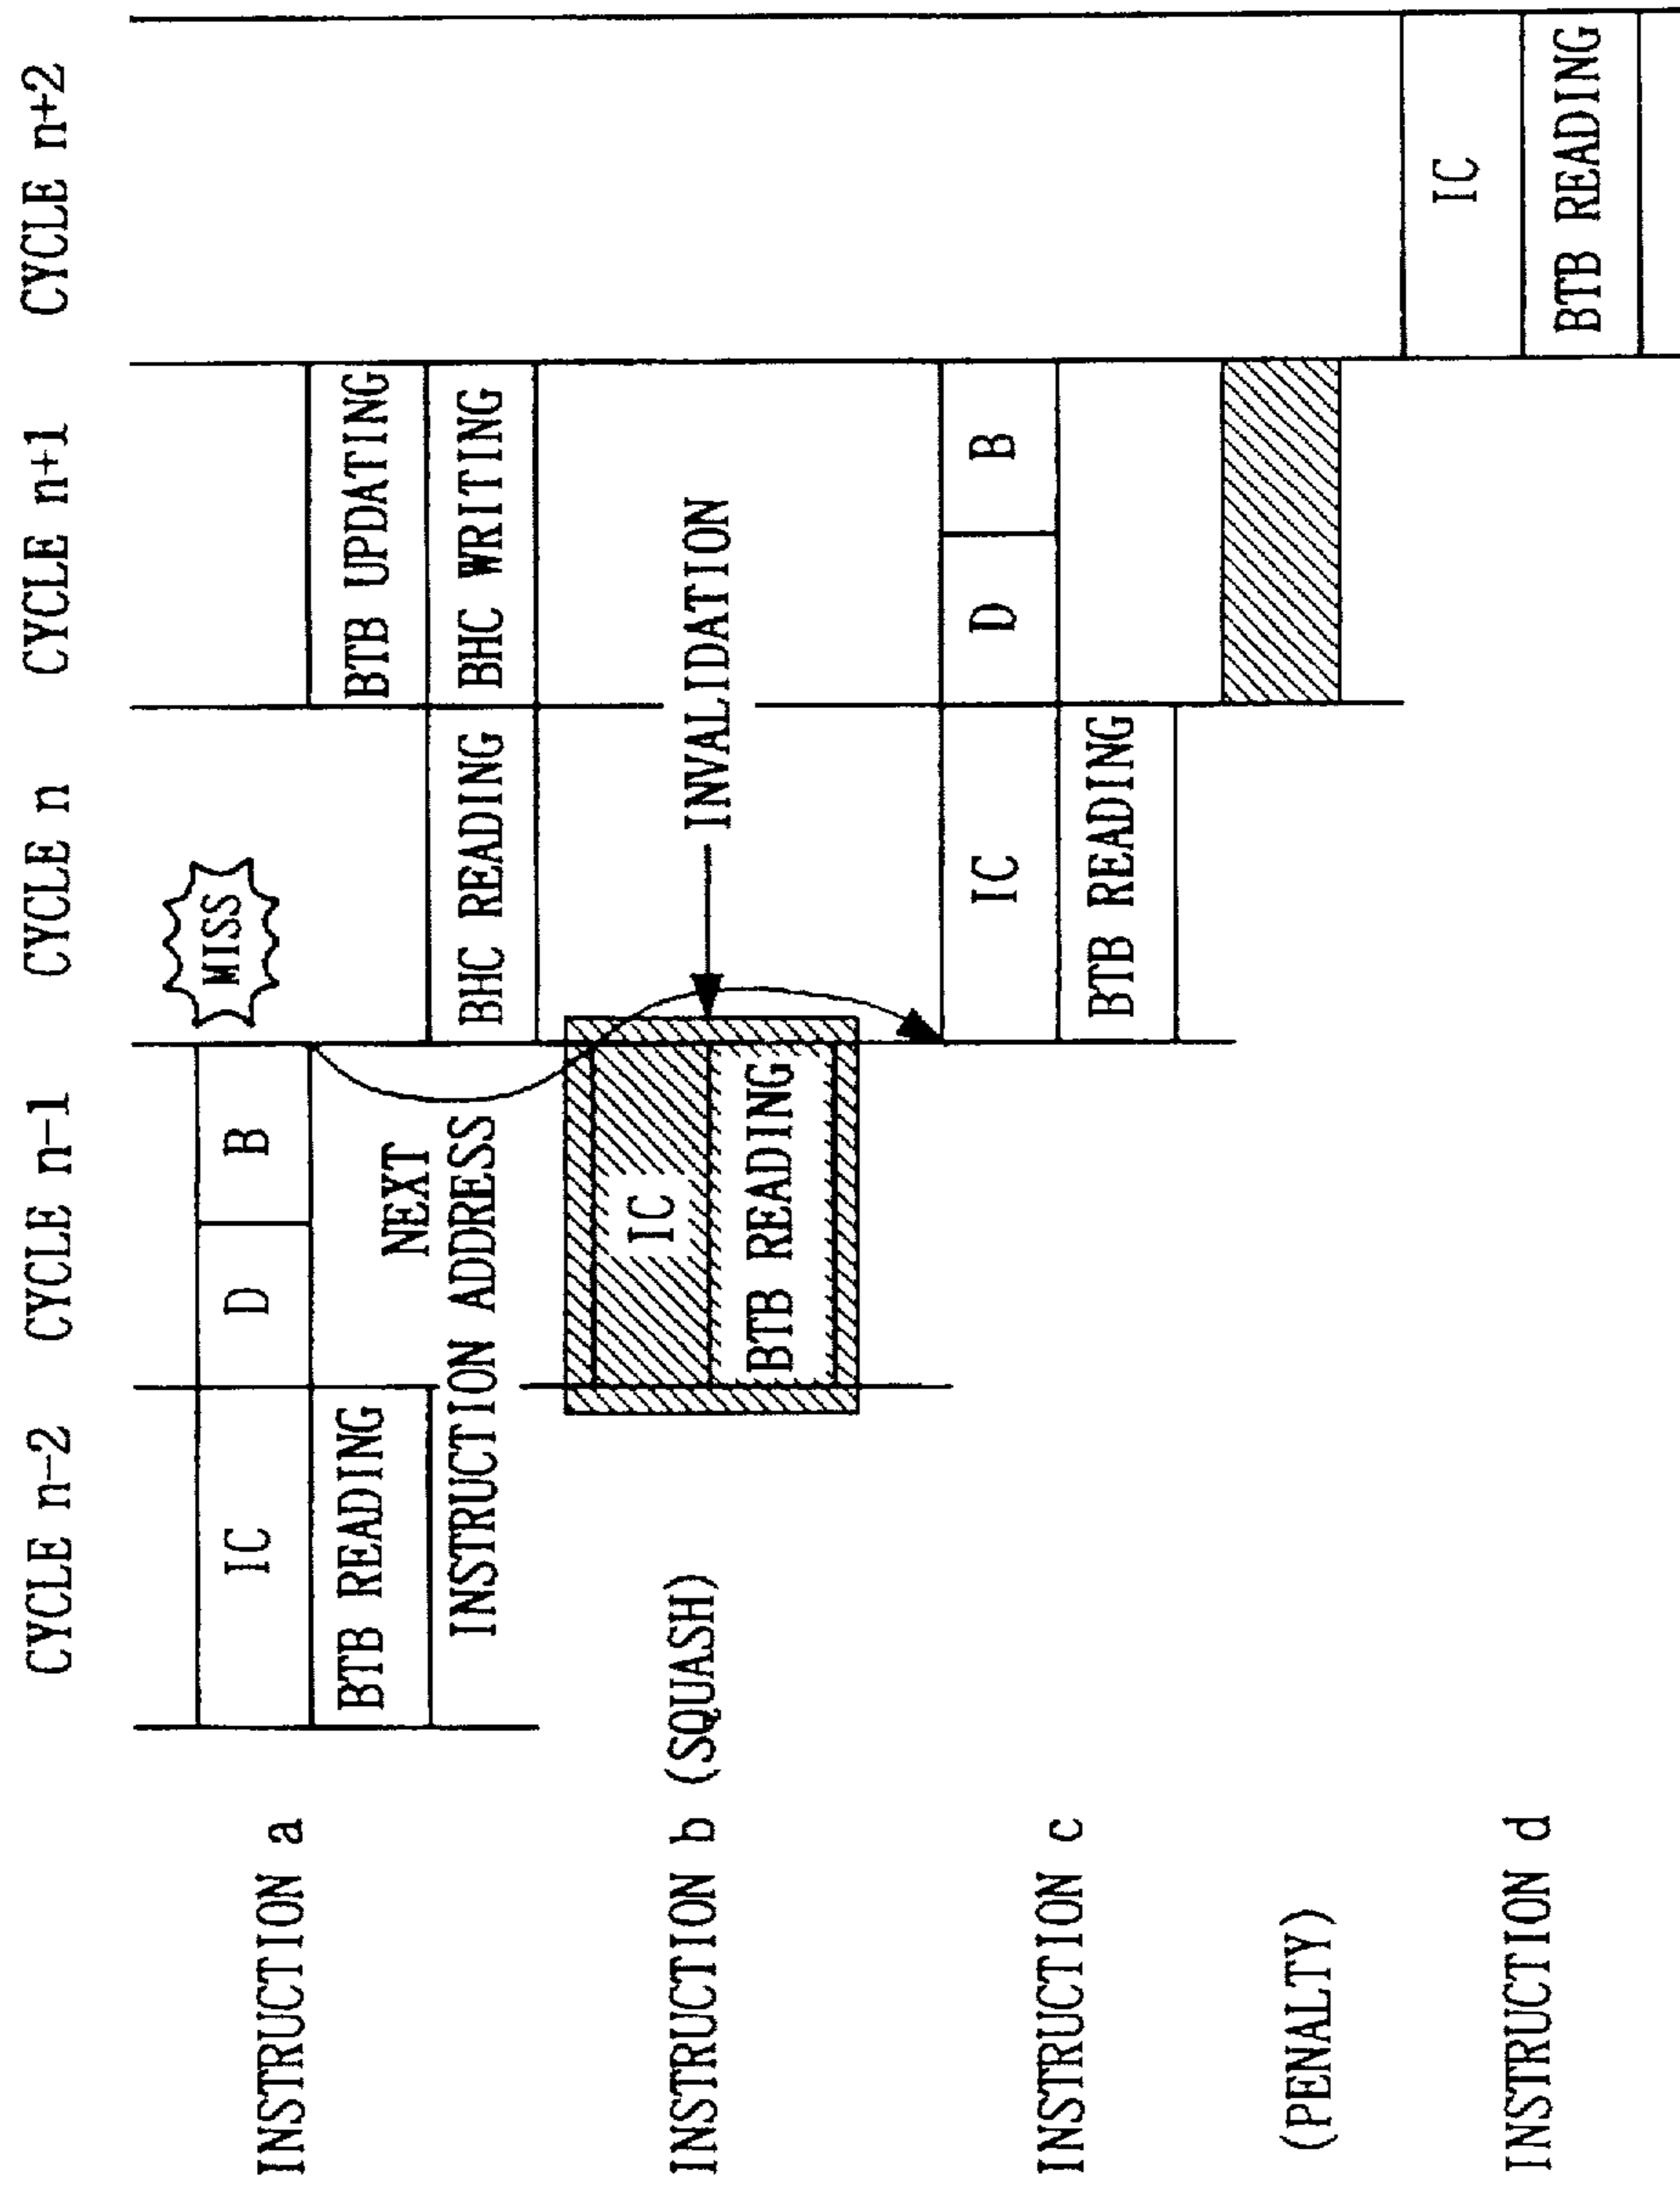 CYCLE n-2 CYCLE n-1 CYCLE n CYCLE n+1 CYCLE n+2
MISS
INSTRUCTION a
IC D B
BTB READING BTB UPDATING
NEXT
INSTRUCTION ADDRESS
BHC READING BHC WRITING
INSTRUCTION b (SQUASH)
IC
BTB READING
INVALIDATION
INSTRUCTION c
IC D B
BTB READING
(PENALTY)
INSTRUCTION d
IC
BTB READING